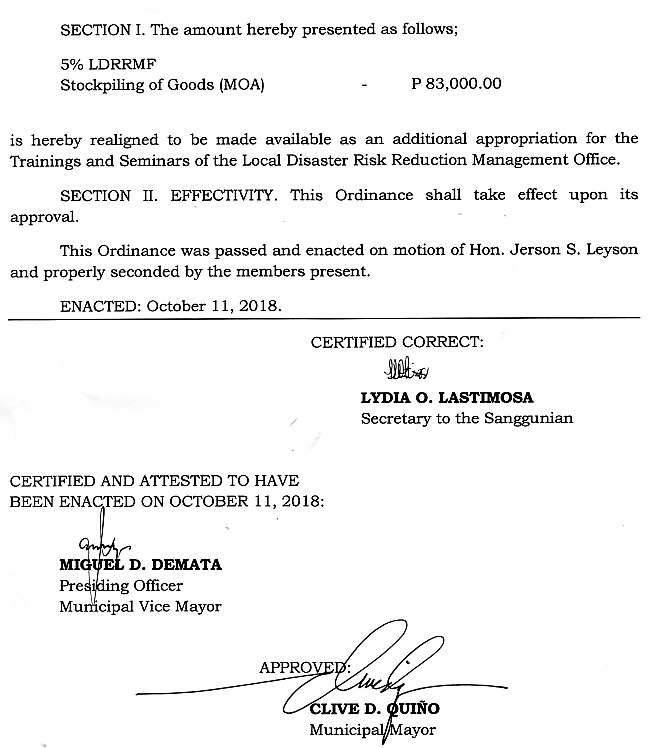 SECTION I. The amount hereby presented as follows;
5% LDRRMF
Stockpiling of Goods (MOA) - P 83,000.00
is hereby realigned to be made available as an additional appropriation for the
Trainings and Seminars of the Local Disaster Risk Reduction Management Office.
SECTION II. EFFECTIVITY. This Ordinance shall take effect upon its
approval.
This Ordinance was passed and enacted on motion of Hon. Jerson S. Leyson
and properly seconded by the members present.
ENACTED: October 11, 2018.
CERTIFIED CORRECT:
LYDIA O. LASTIMOSA
Secretary to the Sanggunian
CERTIFIED AND ATTESTED TO HAVE
BEEN ENACTED ON OCTOBER 11, 2018:
MIGUEL D. DEMATA
Presiding Officer
Municipal Vice Mayor
APPROVED:
CLIVE D. QUIÑO
Municipal Mayor